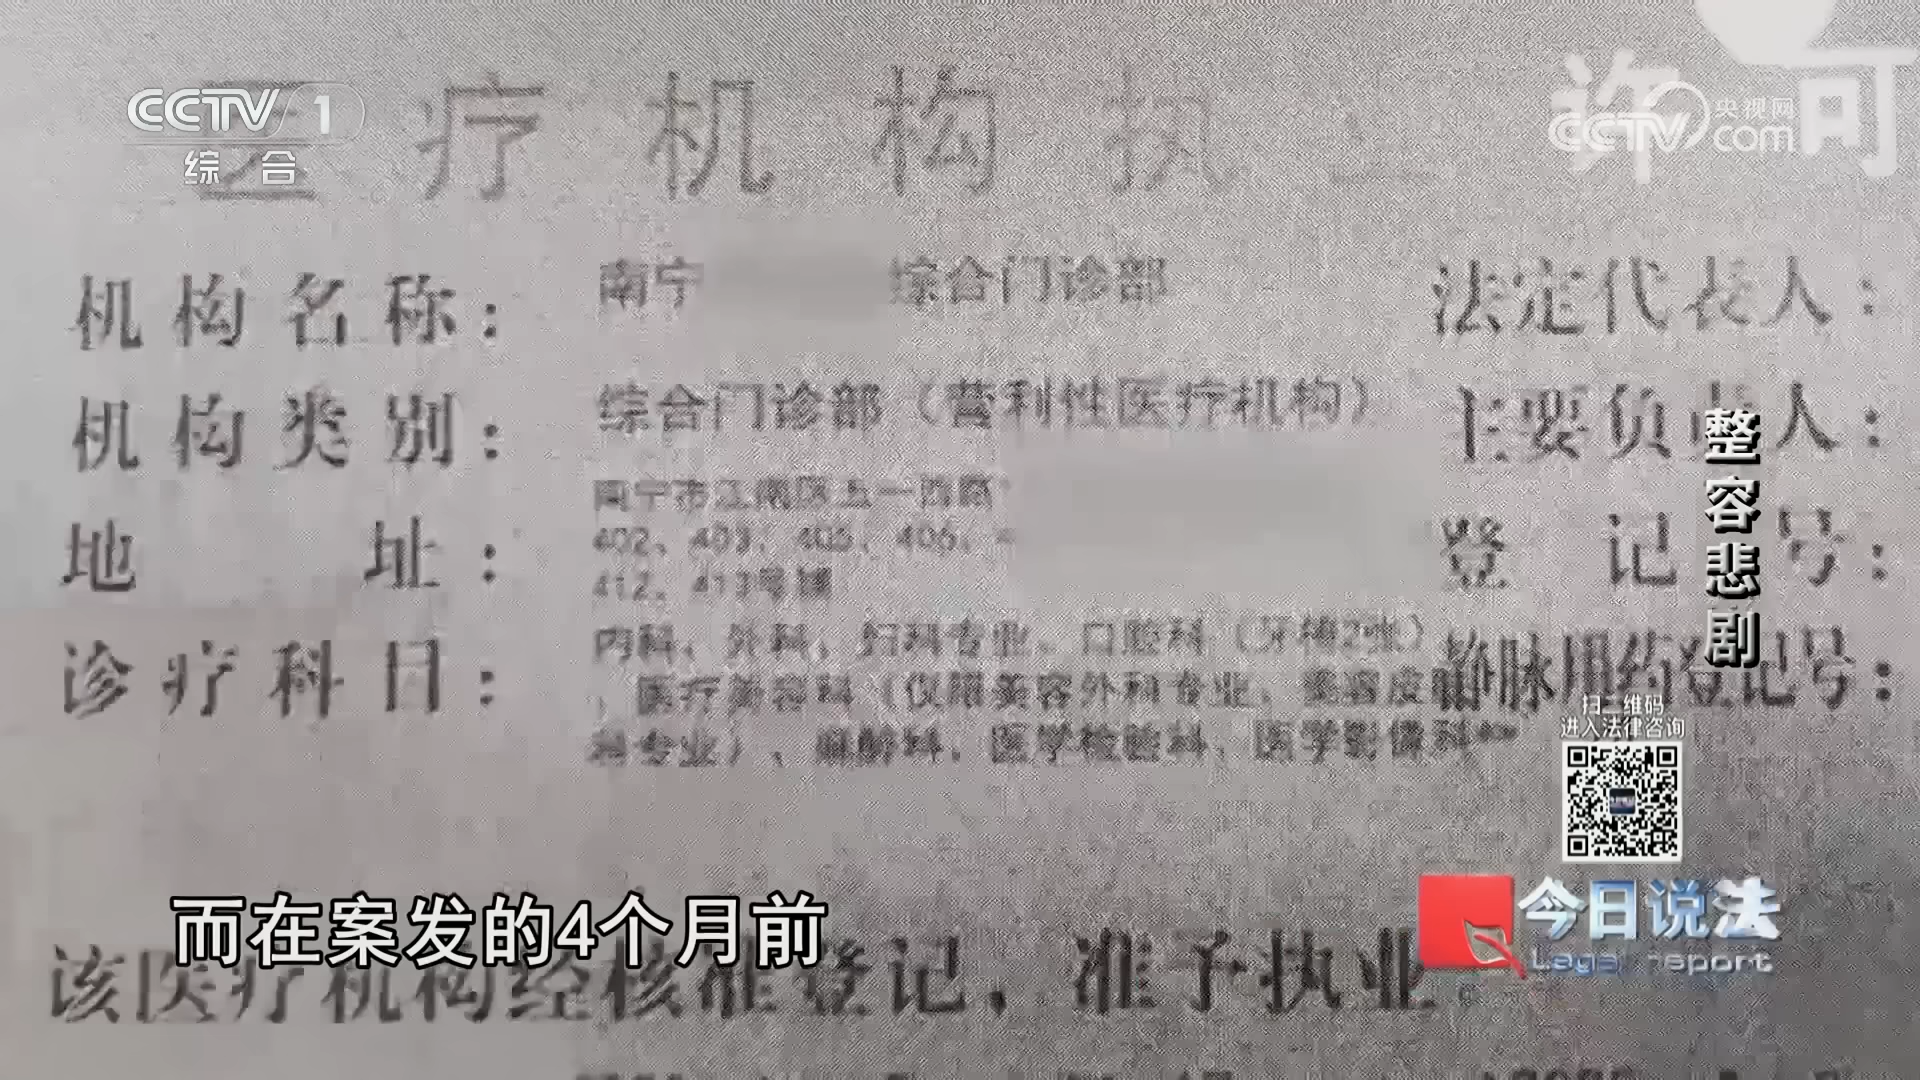 CCTV 1
综合
央视网
CCTV.com
医疗机构执业许可
机构名称：南宁 综合门诊部
法定代表人：
机构类别：综合门诊部（营利性医疗机构）
主要负责人：
地址：南宁市江南区五一西路
402、403、405、406、
412、413号铺
登记号：
诊疗科目：内科、外科、妇科专业、口腔科（牙椅2张）
、医疗美容科（仅限美容外科专业、美容皮肤
科专业）、麻醉科、医学检验科、医学影像科
静脉用药登记号：
整容悲剧
扫二维码
进入法律咨询
而在案发的4个月前
今日说法
Legal report
该医疗机构经核准登记，准予执业